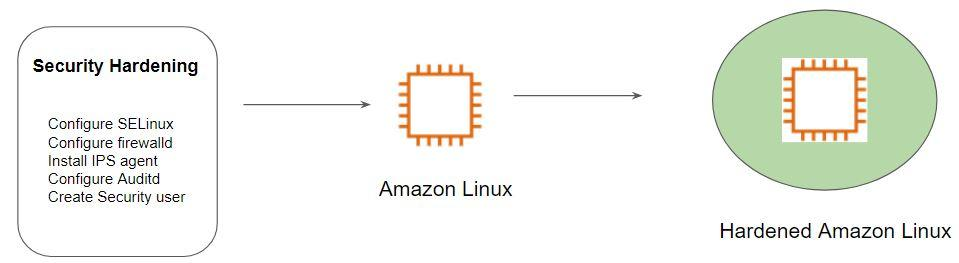 Security Hardening
Configure SELinux
Configure firewalld
Install IPS agent
Configure Auditd
Create Security user
Amazon Linux
Hardened Amazon Linux